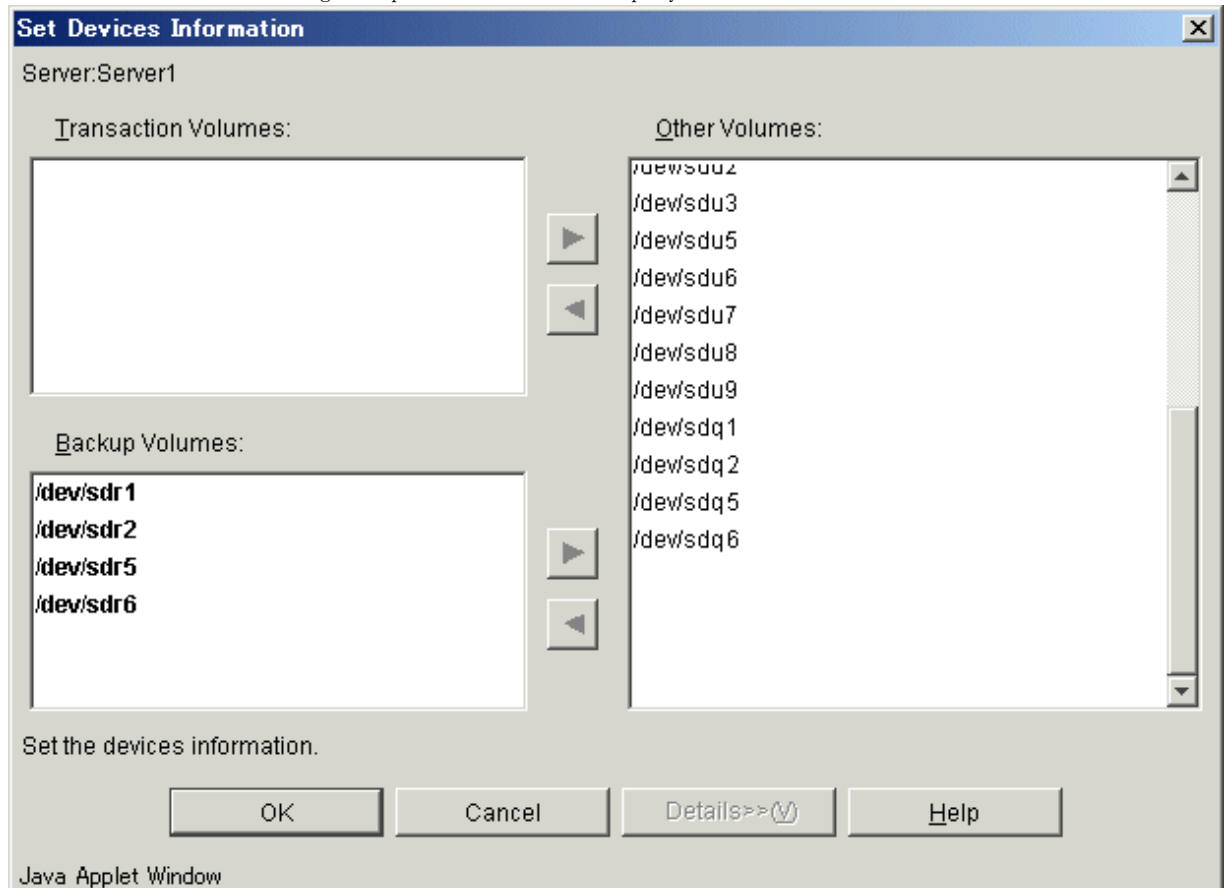 Set Devices Information
Server:Server1
Transaction Volumes:
Backup Volumes:
/dev/sdr1
/dev/sdr2
/dev/sdr5
/dev/sdr6
Other Volumes:
/dev/sdu2
/dev/sdu3
/dev/sdu5
/dev/sdu6
/dev/sdu7
/dev/sdu8
/dev/sdu9
/dev/sdq1
/dev/sdq2
/dev/sdq5
/dev/sdq6
Set the devices information.
OK
Cancel
Details>>(V)
Help
Java Applet Window